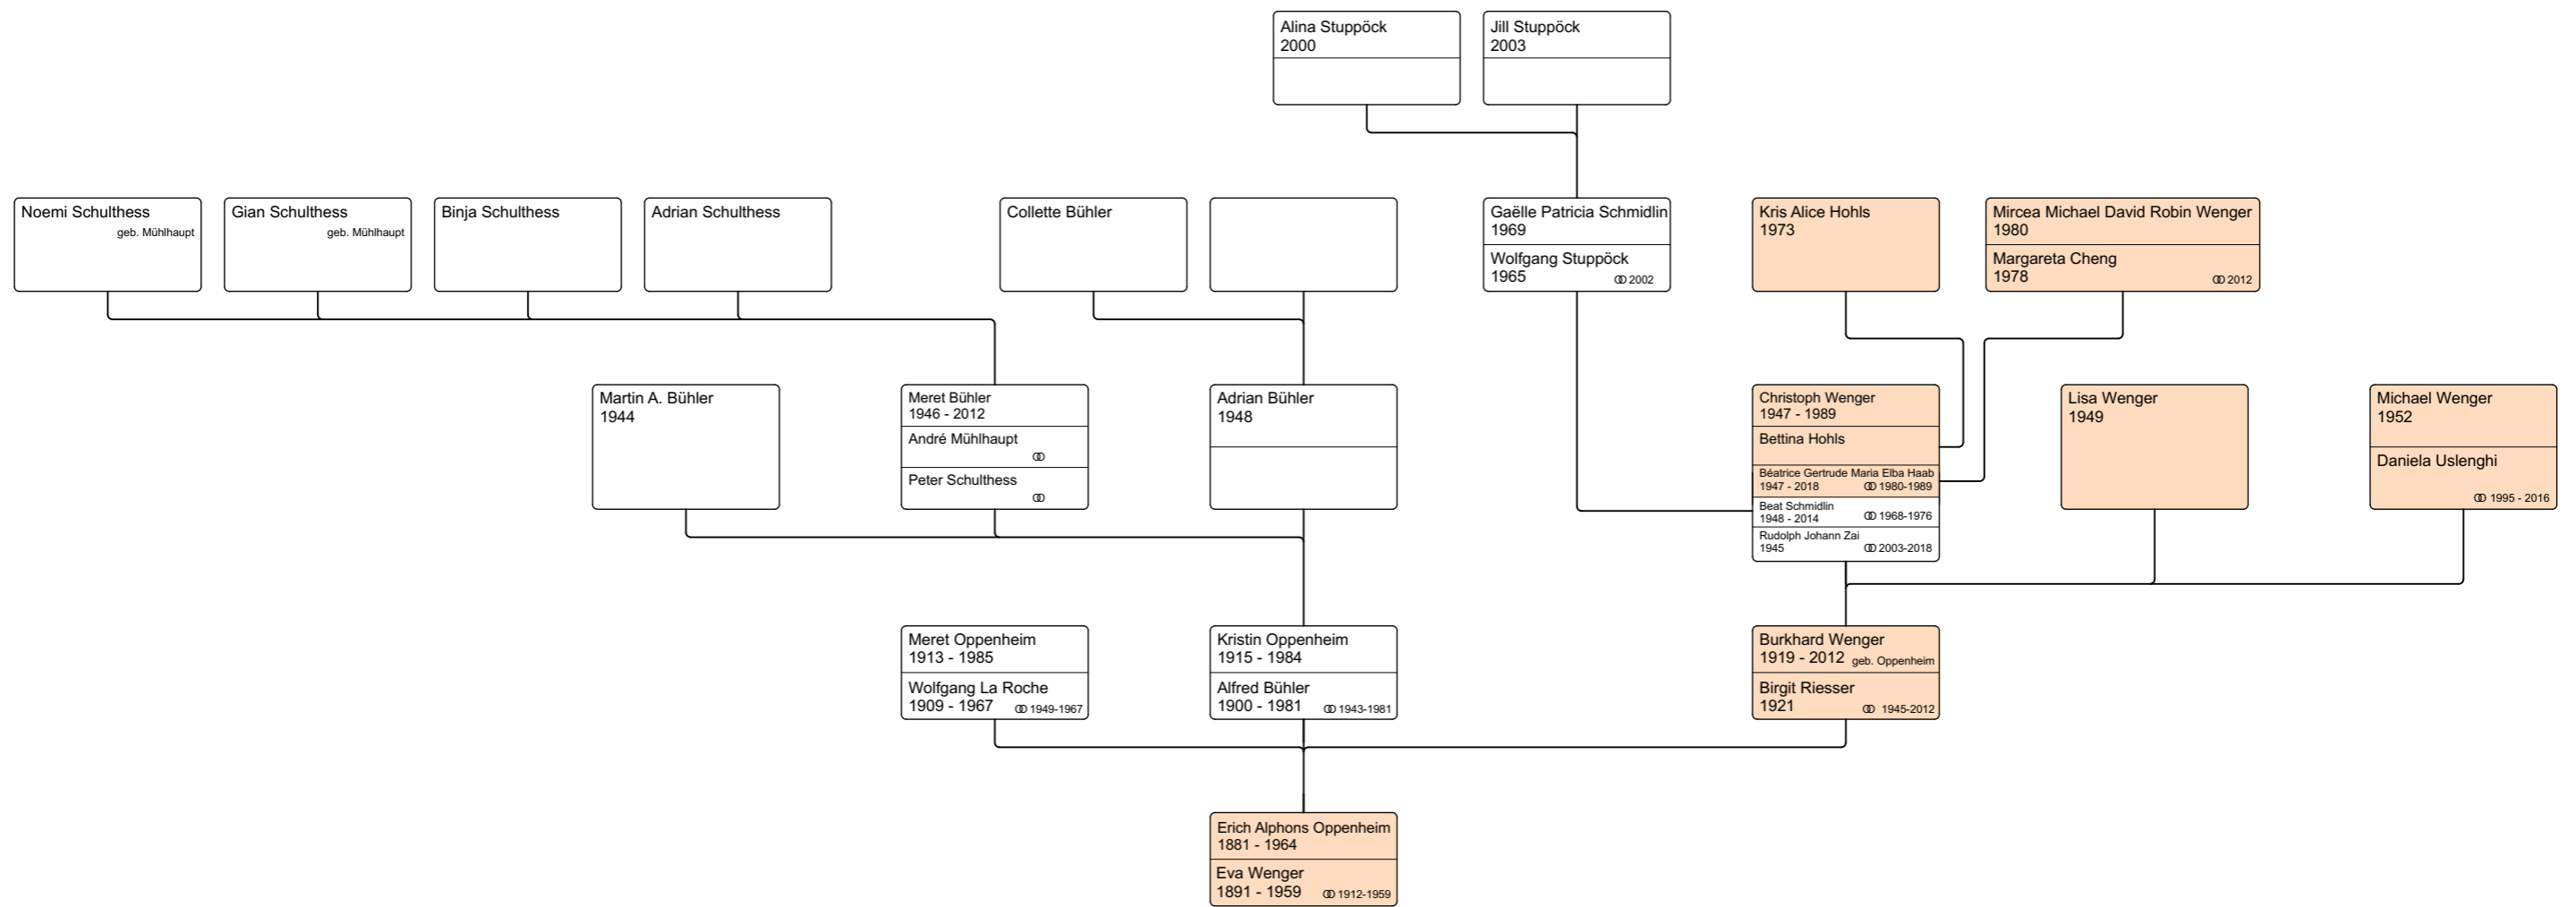 Alina Stuppöck
2000
Jill Stuppöck
2003
Noemi Schulthess
geb. Mühlhaupt
Gian Schulthess
geb. Mühlhaupt
Binja Schulthess
Adrian Schulthess
Collette Bühler
Gaëlle Patricia Schmidlin
1969
Wolfgang Stuppöck
1965 ⚭ 2002
Kris Alice Hohls
1973
Mircea Michael David Robin Wenger
1980
Margareta Cheng
1978 ⚭ 2012
Martin A. Bühler
1944
Meret Bühler
1946 - 2012
André Mühlhaupt
⚭
Peter Schulthess
⚭
Adrian Bühler
1948
Christoph Wenger
1947 - 1989
Bettina Hohls
Béatrice Gertrude Maria Elba Haab
1947 - 2018 ⚭ 1980-1989
Beat Schmidlin
1948 - 2014 ⚭ 1968-1976
Rudolph Johann Zai
1945 ⚭ 2003-2018
Lisa Wenger
1949
Michael Wenger
1952
Daniela Uslenghi
⚭ 1995 - 2016
Meret Oppenheim
1913 - 1985
Wolfgang La Roche
1909 - 1967 ⚭ 1949-1967
Kristin Oppenheim
1915 - 1984
Alfred Bühler
1900 - 1981 ⚭ 1943-1981
Burkhard Wenger
1919 - 2012 geb. Oppenheim
Birgit Riesser
1921 ⚭ 1945-2012
Erich Alphons Oppenheim
1881 - 1964
Eva Wenger
1891 - 1959 ⚭ 1912-1959